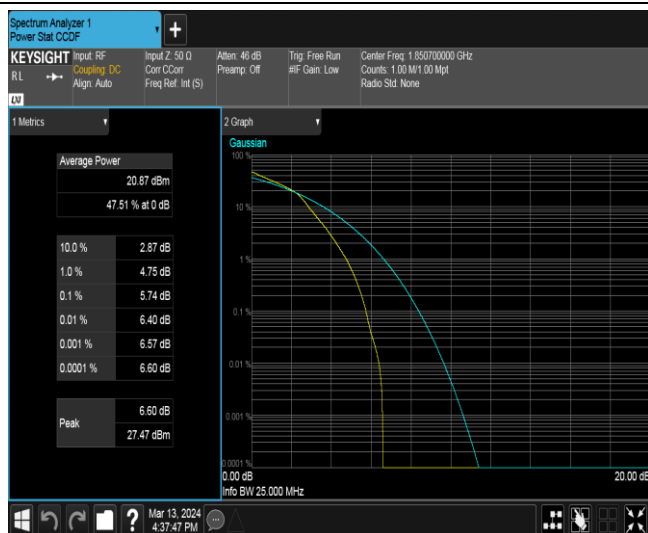 Spectrum Analyzer 1
Power Stat CCDF
+
KEYSIGHT
RL
LXI
Input: RF
Coupling: DC
Align: Auto
Input Z: 50 Ω
Corr CCorr
Freq Ref: Int (S)
Atten: 46 dB
Preamp: Off
Trig: Free Run
#IF Gain: Low
Center Freq: 1.850700000 GHz
Counts: 1.00 M/1.00 Mpt
Radio Std: None
1 Metrics
Average Power
20.87 dBm
47.51 % at 0 dB
10.0 % 2.87 dB
1.0 % 4.75 dB
0.1 % 5.74 dB
0.01 % 6.40 dB
0.001 % 6.57 dB
0.0001 % 6.60 dB
Peak
6.60 dB
27.47 dBm
2 Graph
Gaussian
100 %
10 %
1 %
0.1 %
0.01 %
0.001 %
0.0001 %
0.00 dB
20.00 dB
Info BW 25.000 MHz
?
Mar 13, 2024
4:37:47 PM